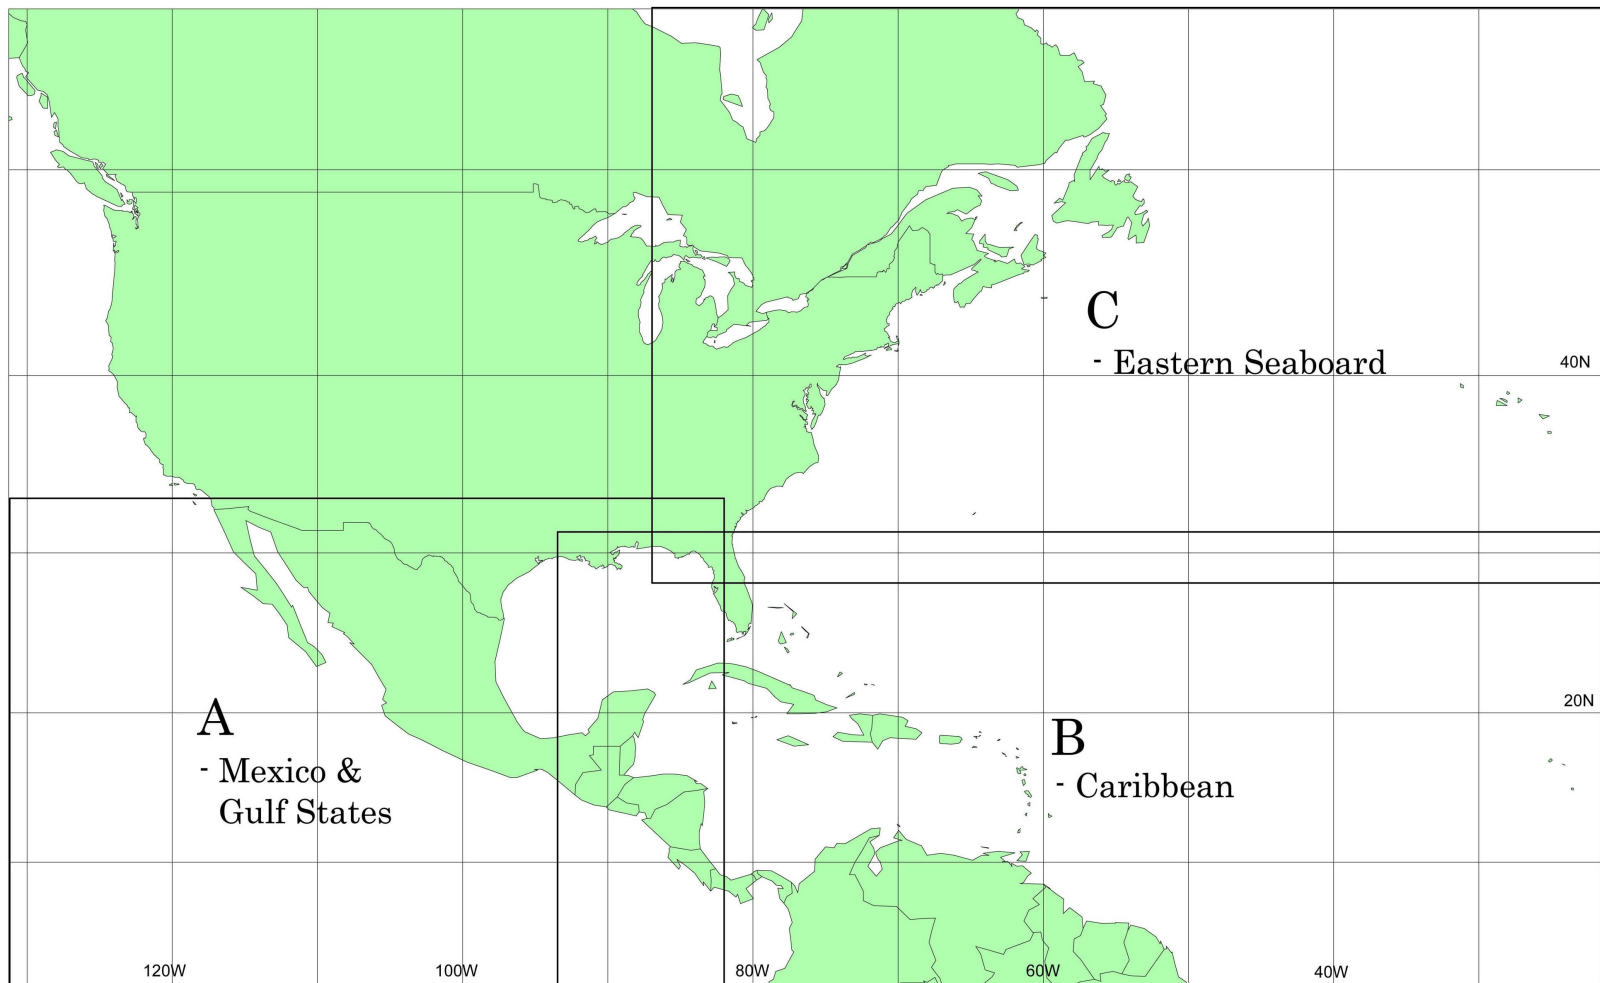 C
- Eastern Seaboard
40N
20N
A
- Mexico &
Gulf States
B
- Caribbean
120W
100W
80W
60W
40W